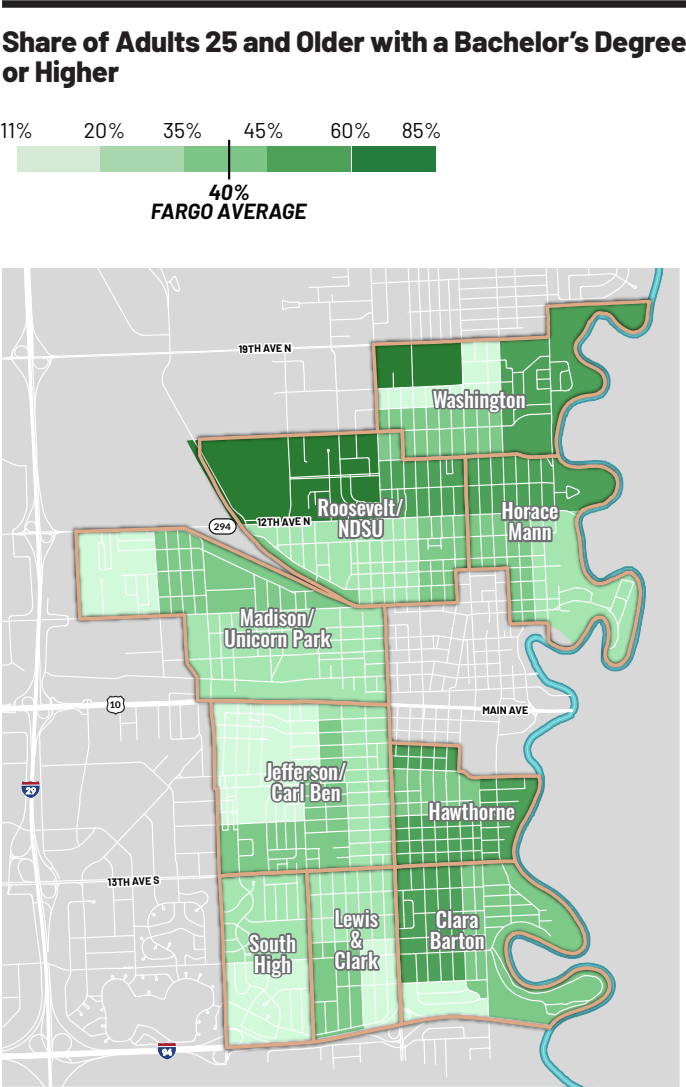 Share of Adults 25 and Older with a Bachelor's Degree
or Higher
11% 20% 35% 45% 60% 85%
40%
FARGO AVERAGE
19TH AVE N
Washington
Roosevelt/
NDSU
294
12TH AVE N
Horace
Mann
Madison/
Unicorn Park
10
MAIN AVE
Jefferson/
Carl Ben
29
Hawthorne
13TH AVE S
Lewis
&
Clark
Clara
Barton
South
High
94